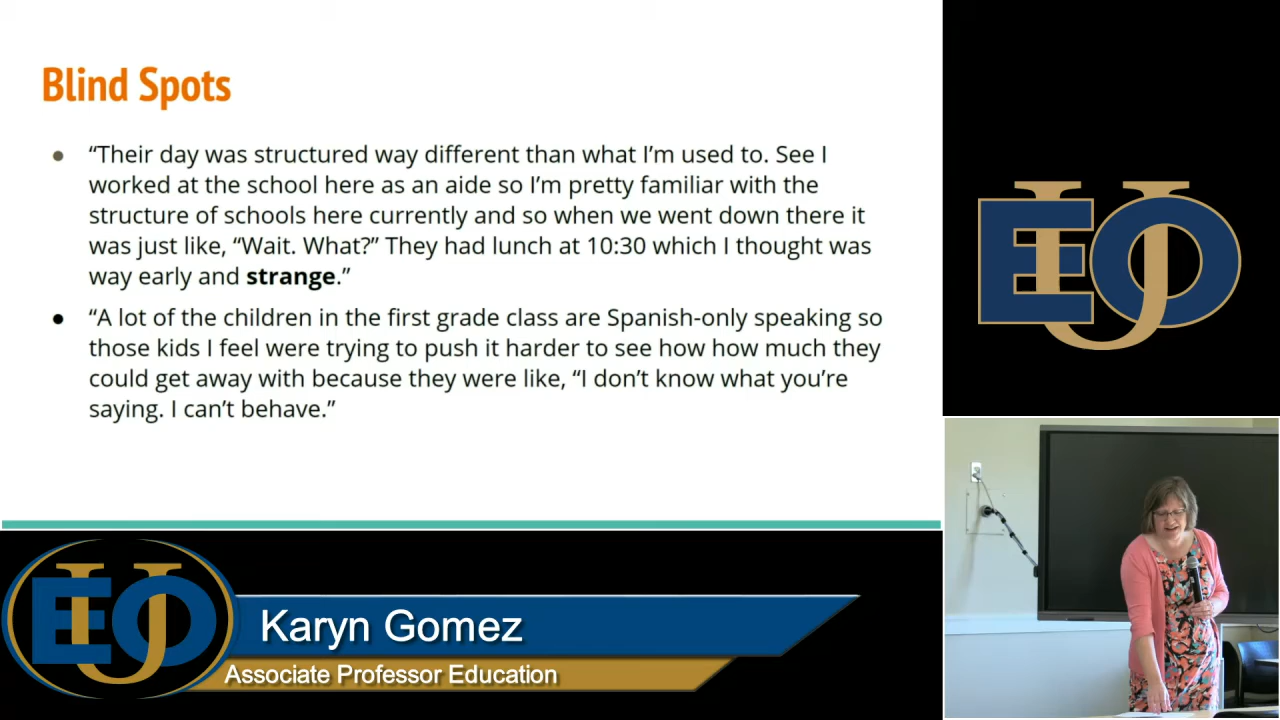 Blind Spots
● “Their day was structured way different than what I’m used to. See I
worked at the school here as an aide so I’m pretty familiar with the
structure of schools here currently and so when we went down there it
was just like, “Wait. What?” They had lunch at 10:30 which I thought was
way early and strange.”
● “A lot of the children in the first grade class are Spanish-only speaking so
those kids I feel were trying to push it harder to see how how much they
could get away with because they were like, “I don’t know what you’re
saying. I can’t behave.”
EOU
EOU
Karyn Gomez
Associate Professor Education